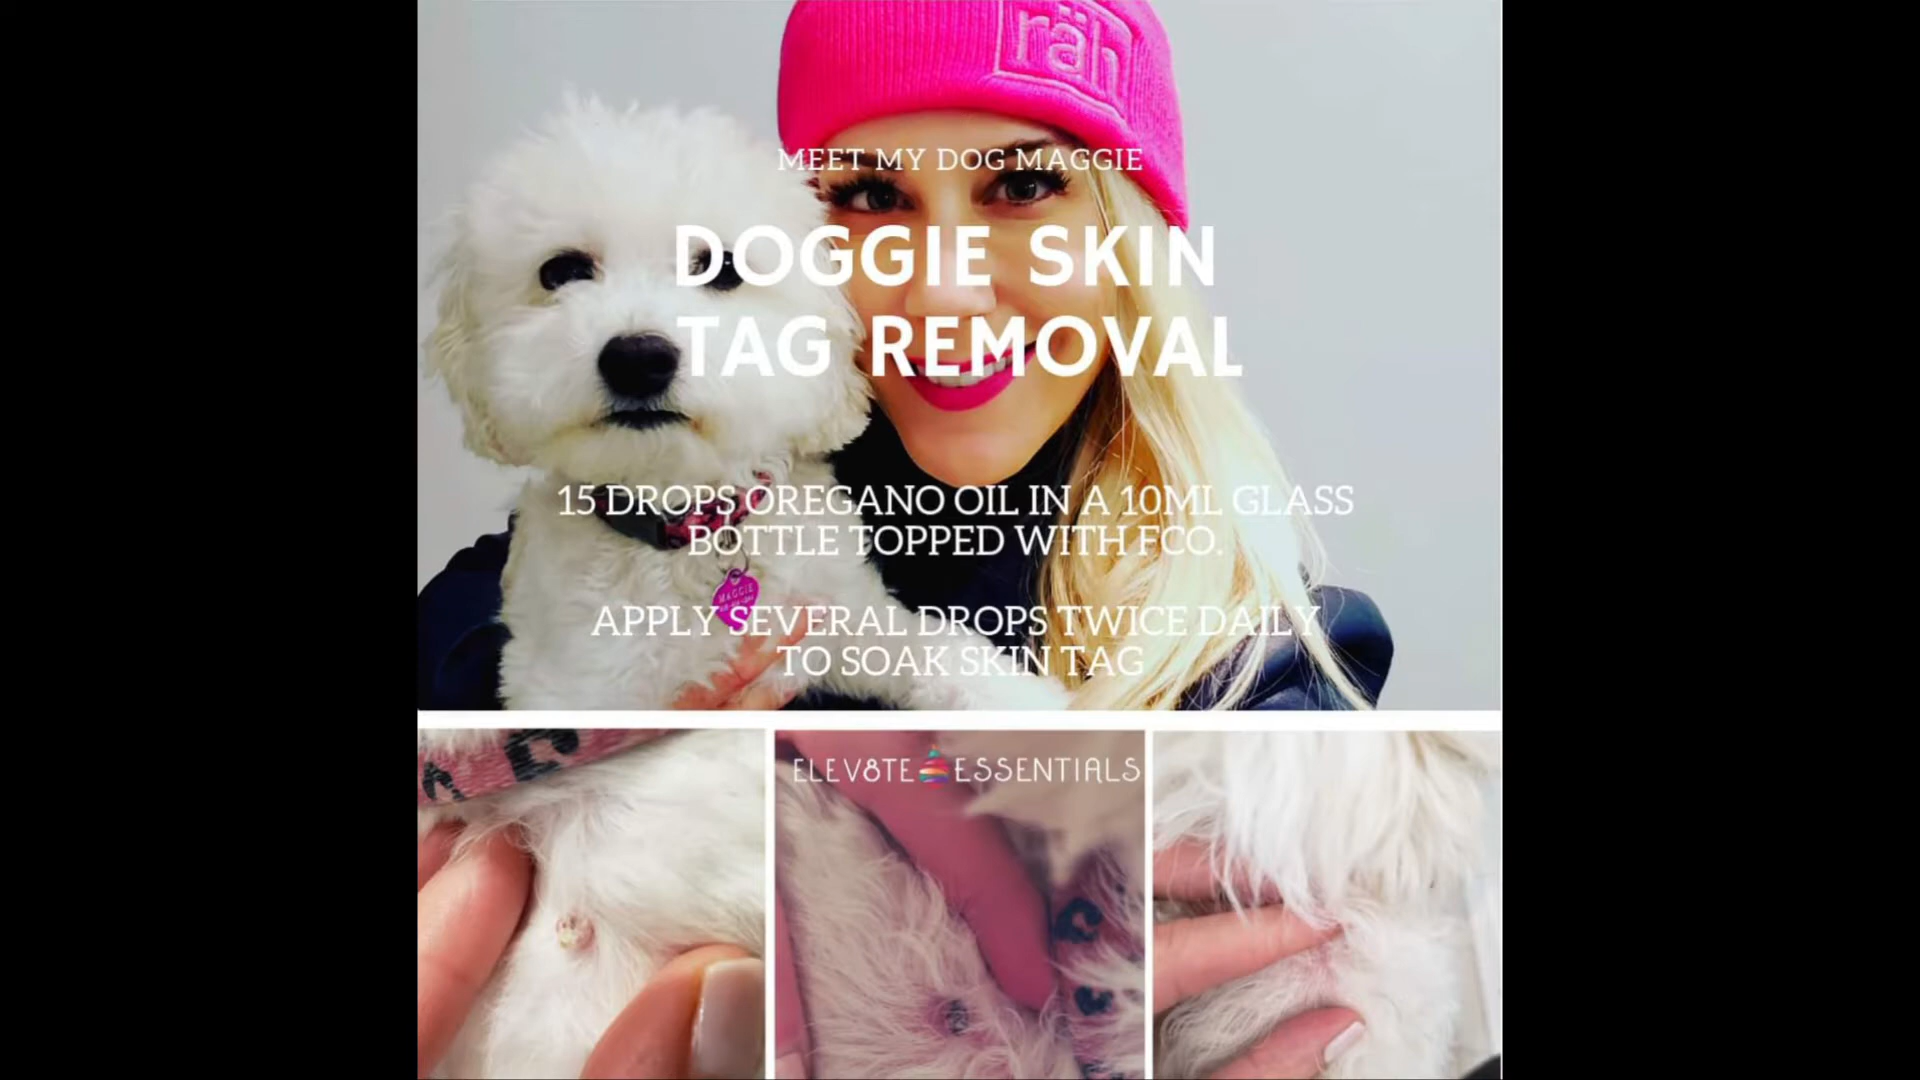 räh
MEET MY DOG MAGGIE
DOGGIE SKIN
TAG REMOVAL
15 DROPS OREGANO OIL IN A 10ML GLASS
BOTTLE TOPPED WITH FCO.
MAGGIE
APPLY SEVERAL DROPS TWICE DAILY
TO SOAK SKIN TAG
ELEV8TE ESSENTIALS